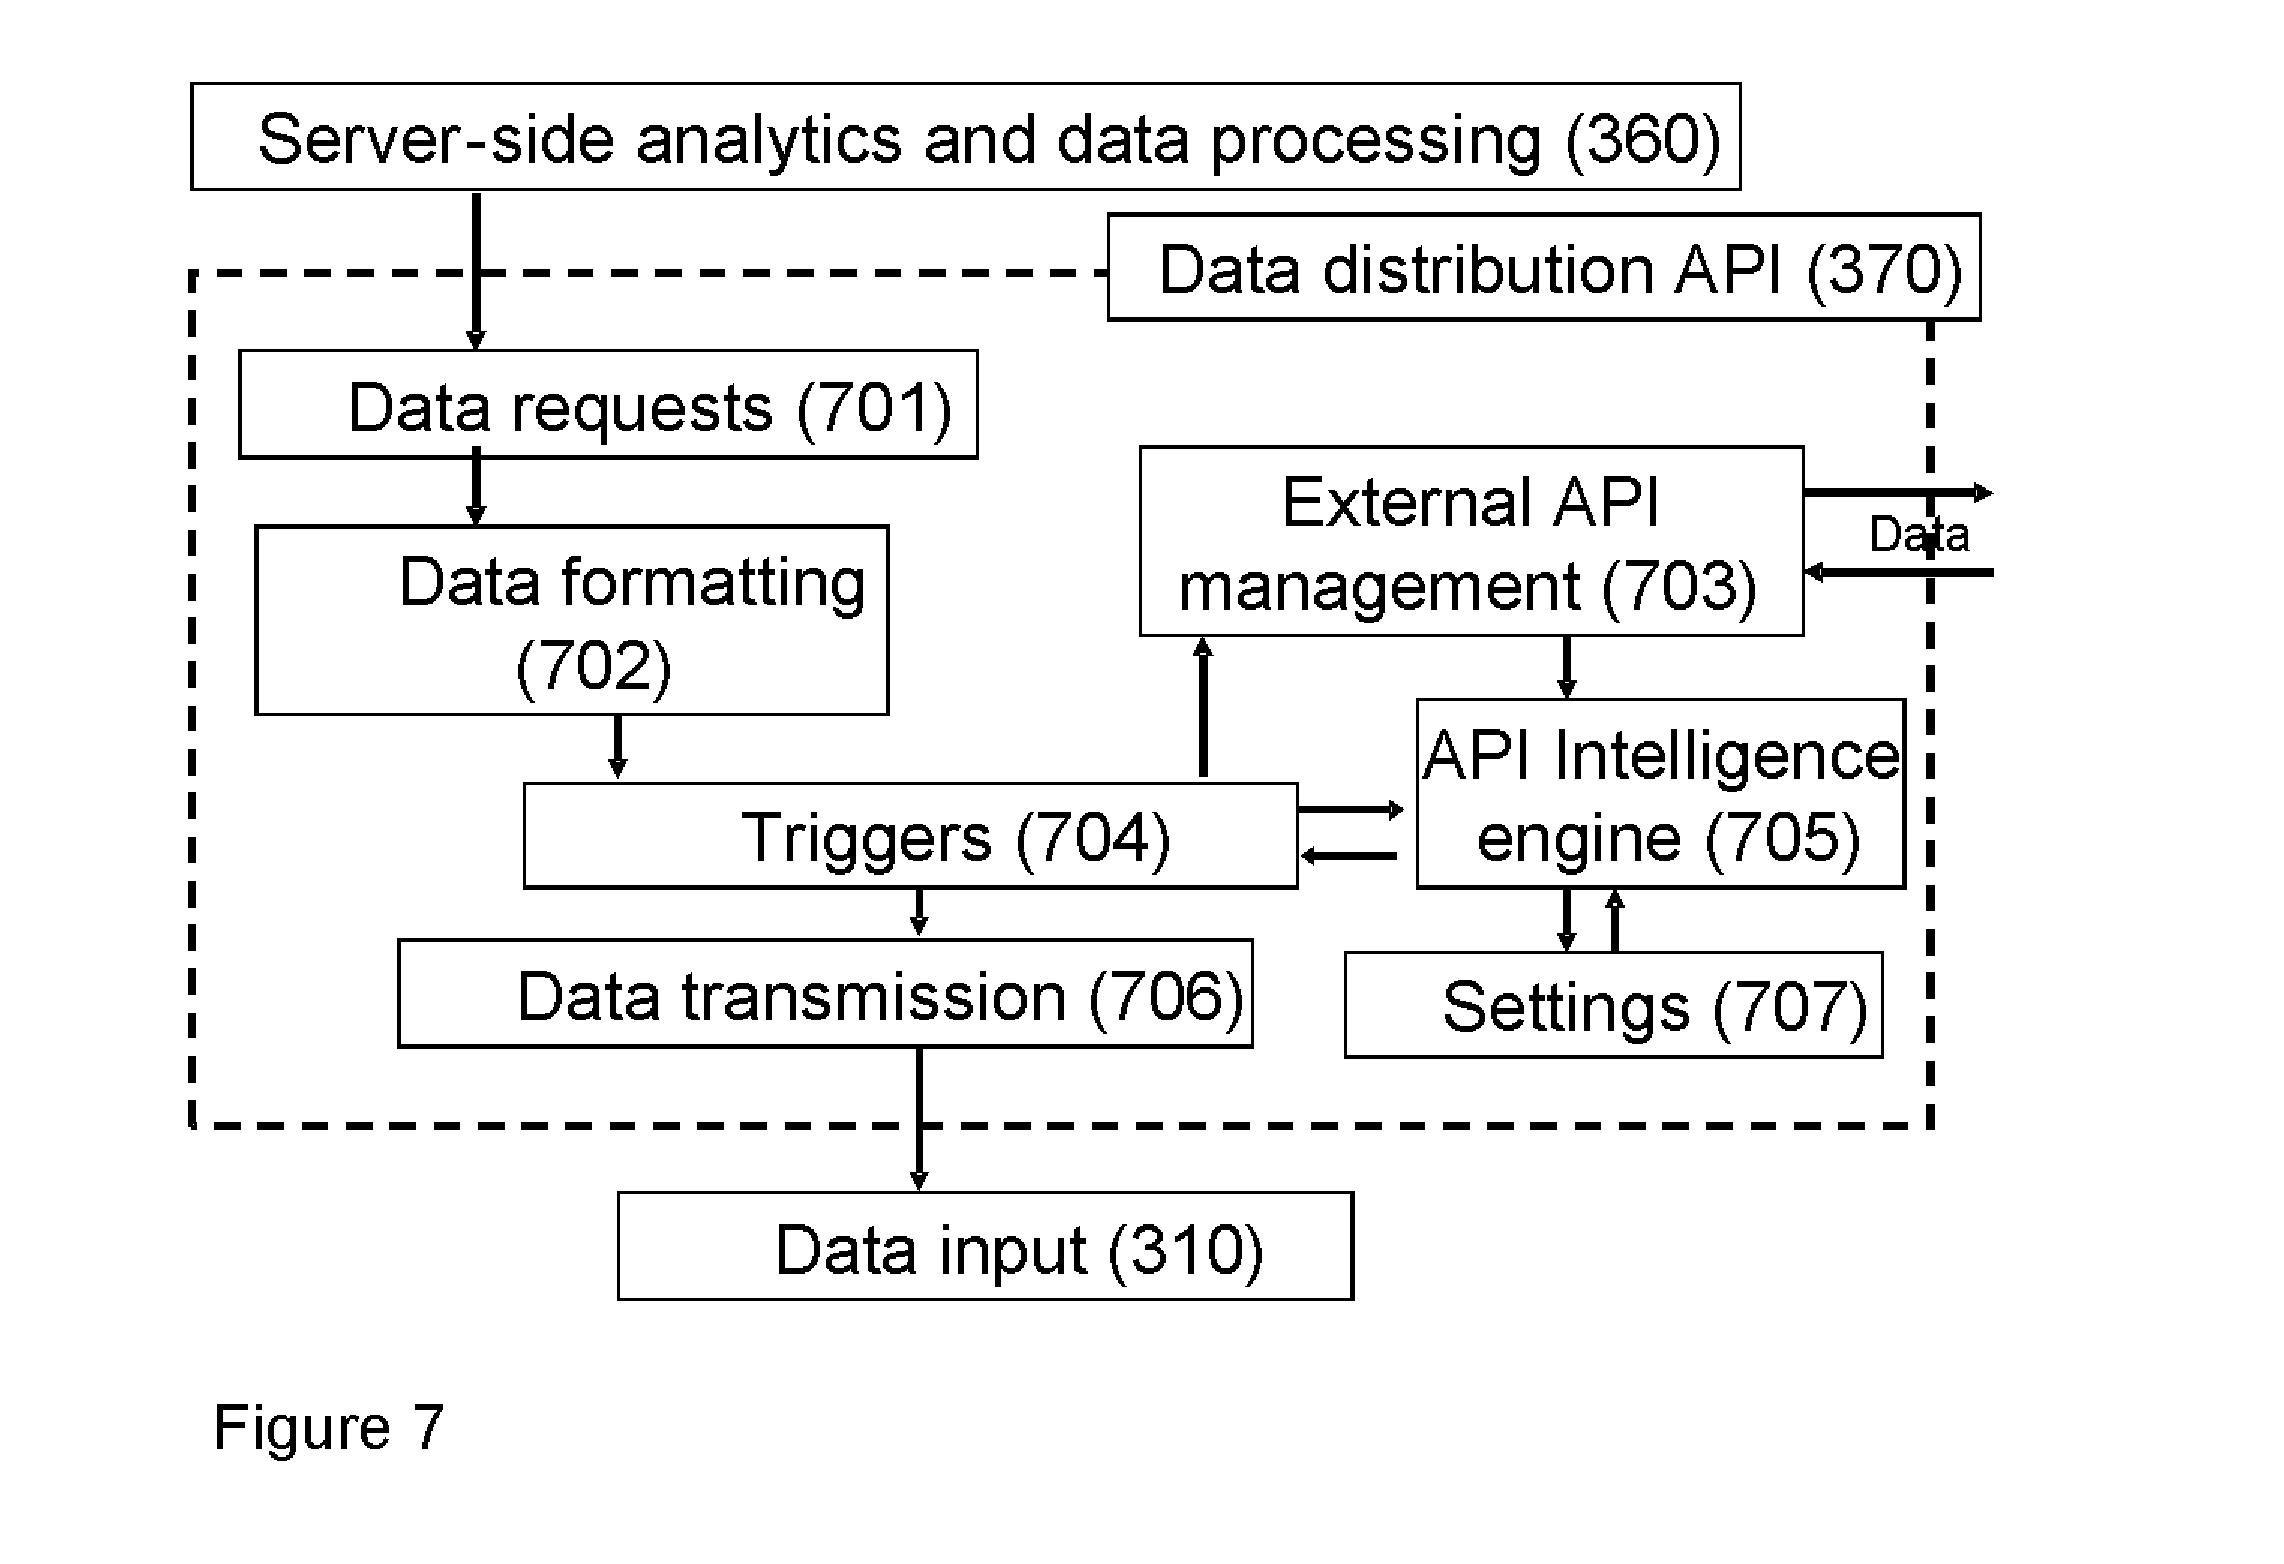 Server-side analytics and data processing (360)
Data distribution API (370)
Data requests (701)
External API
management (703)
Data
Data formatting
(702)
API Intelligence
engine (705)
Triggers (704)
Data transmission (706)
Settings (707)
Data input (310)
Figure 7